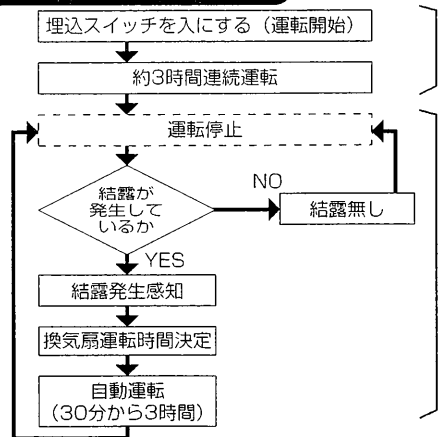 埋込スイッチを入にする（運転開始）
約3時間連続運転
運転停止
結露が
発生して
いるか
NO
結露無し
YES
結露発生感知
換気扇運転時間決定
自動運転
（30分から3時間）